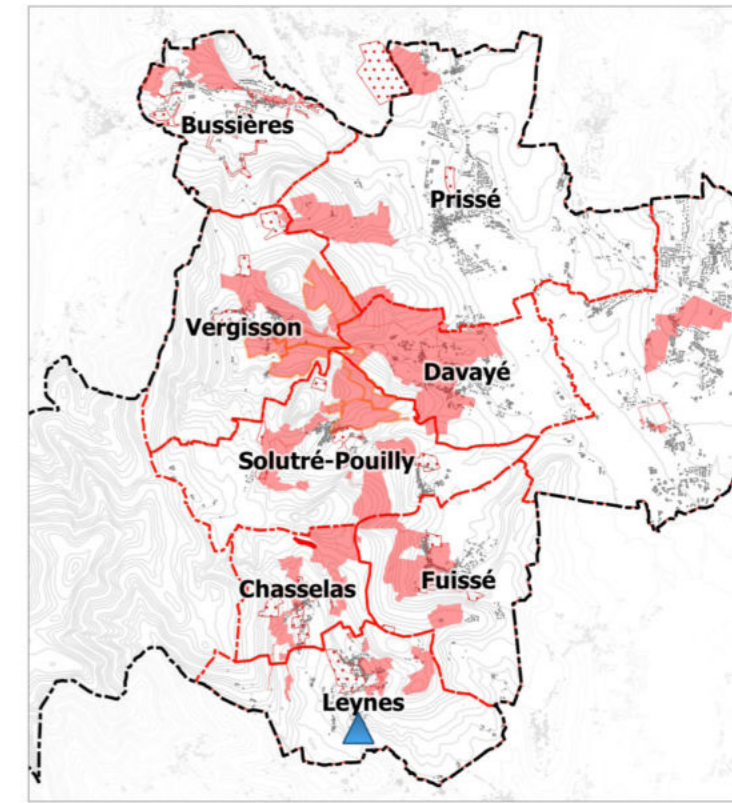 Bussières
Prissé
Vergisson
Davayé
Solutré-Pouilly
Chasselas
Fuissé
Leynes